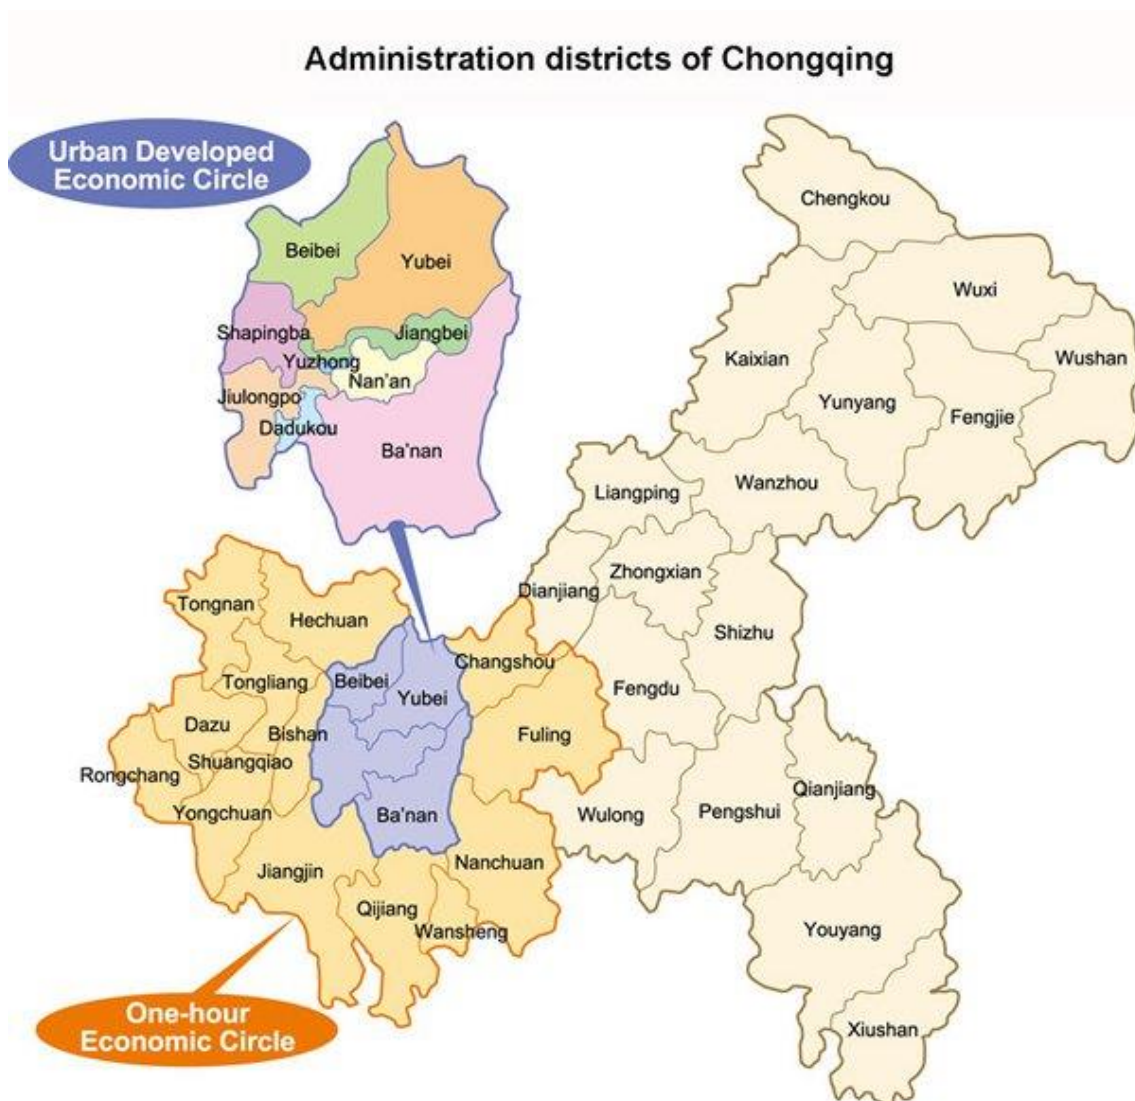 Administration districts of Chongqing
Urban Developed
Economic Circle
Beibei
Yubei
Shapingba
Jiangbei
Yuzhong
Nan'an
Jiulongpo
Dadukou
Ba'nan
Chengkou
Wuxi
Kaixian
Wushan
Yunyang
Fengjie
Liangping
Wanzhou
Dianjiang
Zhongxian
Shizhu
Fengdu
Tongnan
Hechuan
Changshou
Tongliang
Beibei
Yubei
Dazu
Bishan
Fuling
Shuangqiao
Rongchang
Yongchuan
Ba'nan
Wulong
Pengshui
Qianjiang
Jiangjin
Nanchuan
Qijiang
Wansheng
Youyang
Xiushan
One-hour
Economic Circle